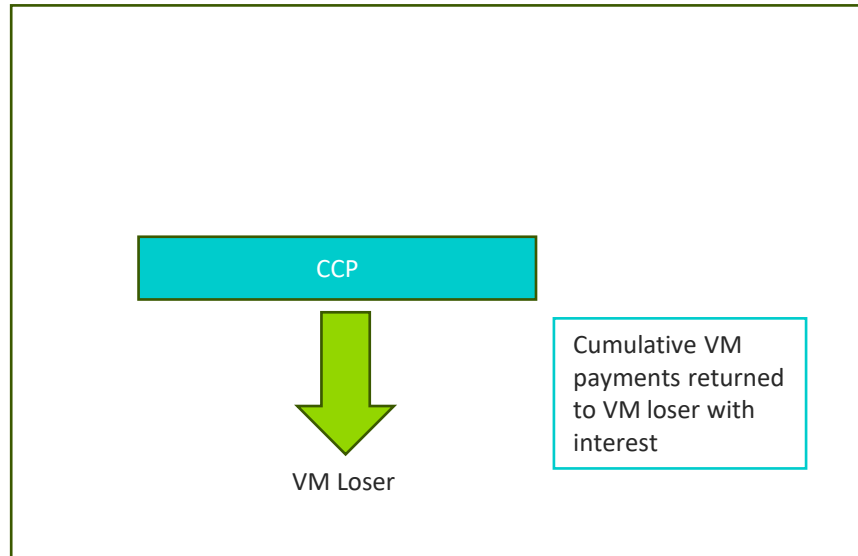 CCP
Cumulative VM
payments returned
to VM loser with
interest
VM Loser